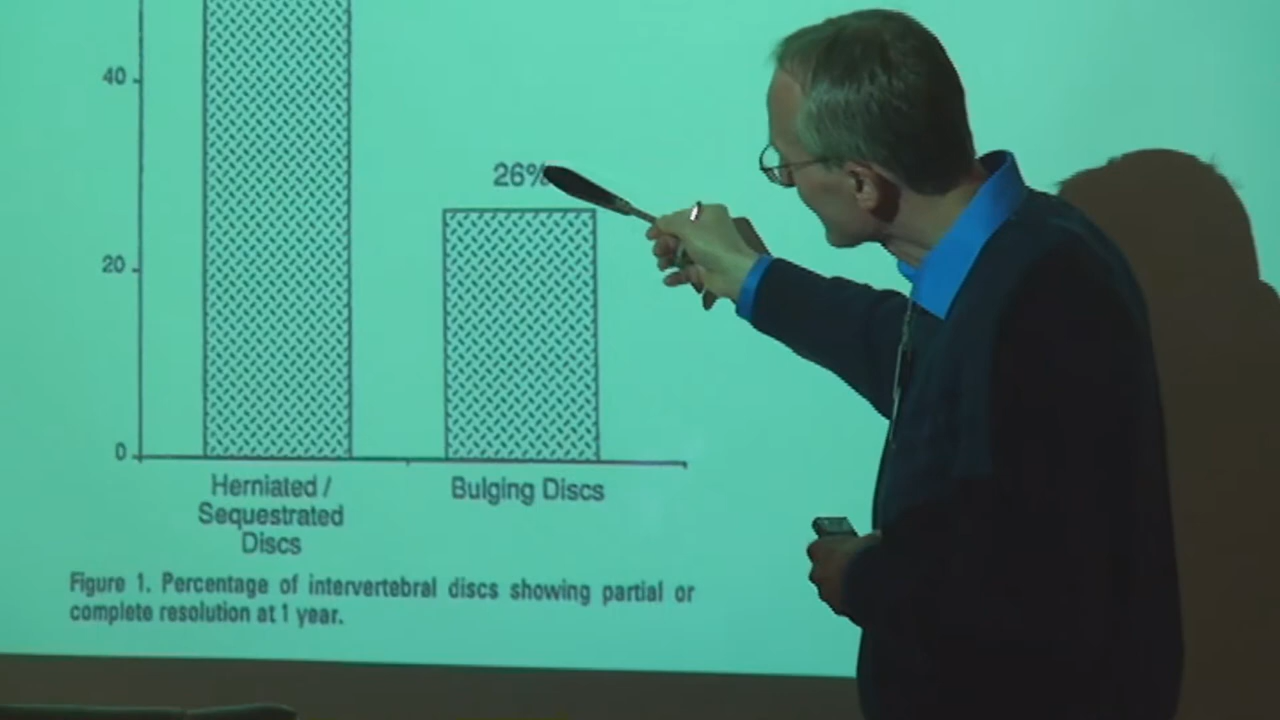 40
26%
20
0
Herniated /
Sequestrated
Discs
Bulging Discs
Figure 1. Percentage of intervertebral discs showing partial or
complete resolution at 1 year.